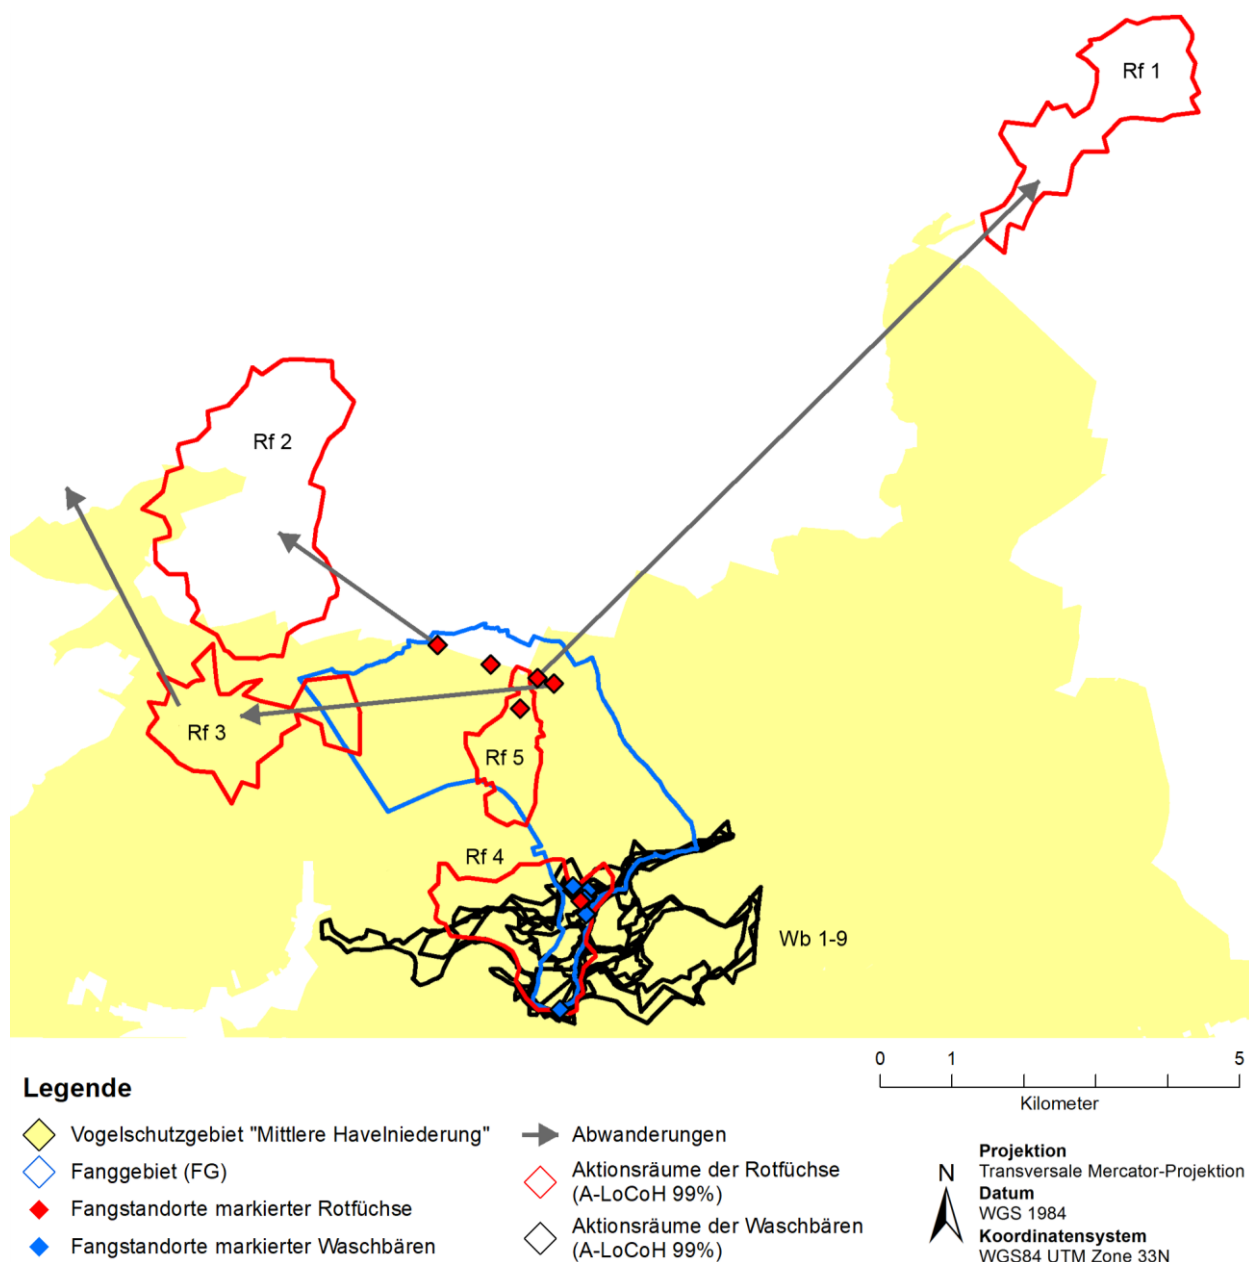 Rf 1
Rf 2
Rf 3
Rf 5
Rf 4
Wb 1-9
0 1 5
Kilometer
Legende
Vogelschutzgebiet "Mittlere Havelniederung"
Fanggebiet (FG)
Fangstandorte markierter Rotfüchse
Fangstandorte markierter Waschbären
Abwanderungen
Aktionsräume der Rotfüchse
(A-LoCoH 99%)
Aktionsräume der Waschbären
(A-LoCoH 99%)
N
Projektion
Transversale Mercator-Projektion
Datum
WGS 1984
Koordinatensystem
WGS84 UTM Zone 33N